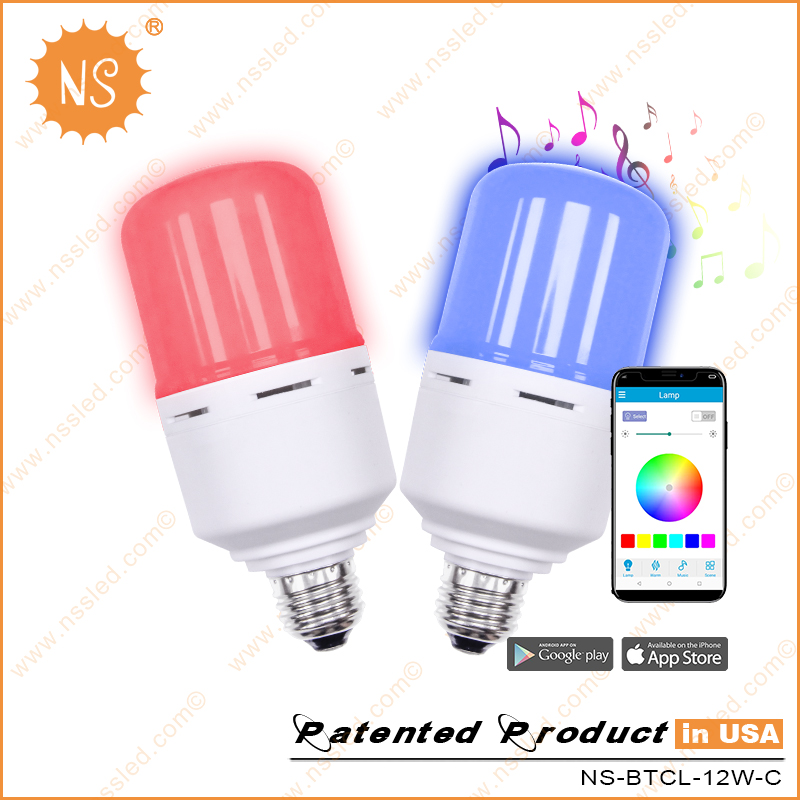 NS®
www.nssled.com©
Lamp
Select
OFF
Lamp Warm Music Scene
ANDROID APP ON
Google play
Available on the iPhone
App Store
Patented Product in USA
NS-BTCL-12W-C